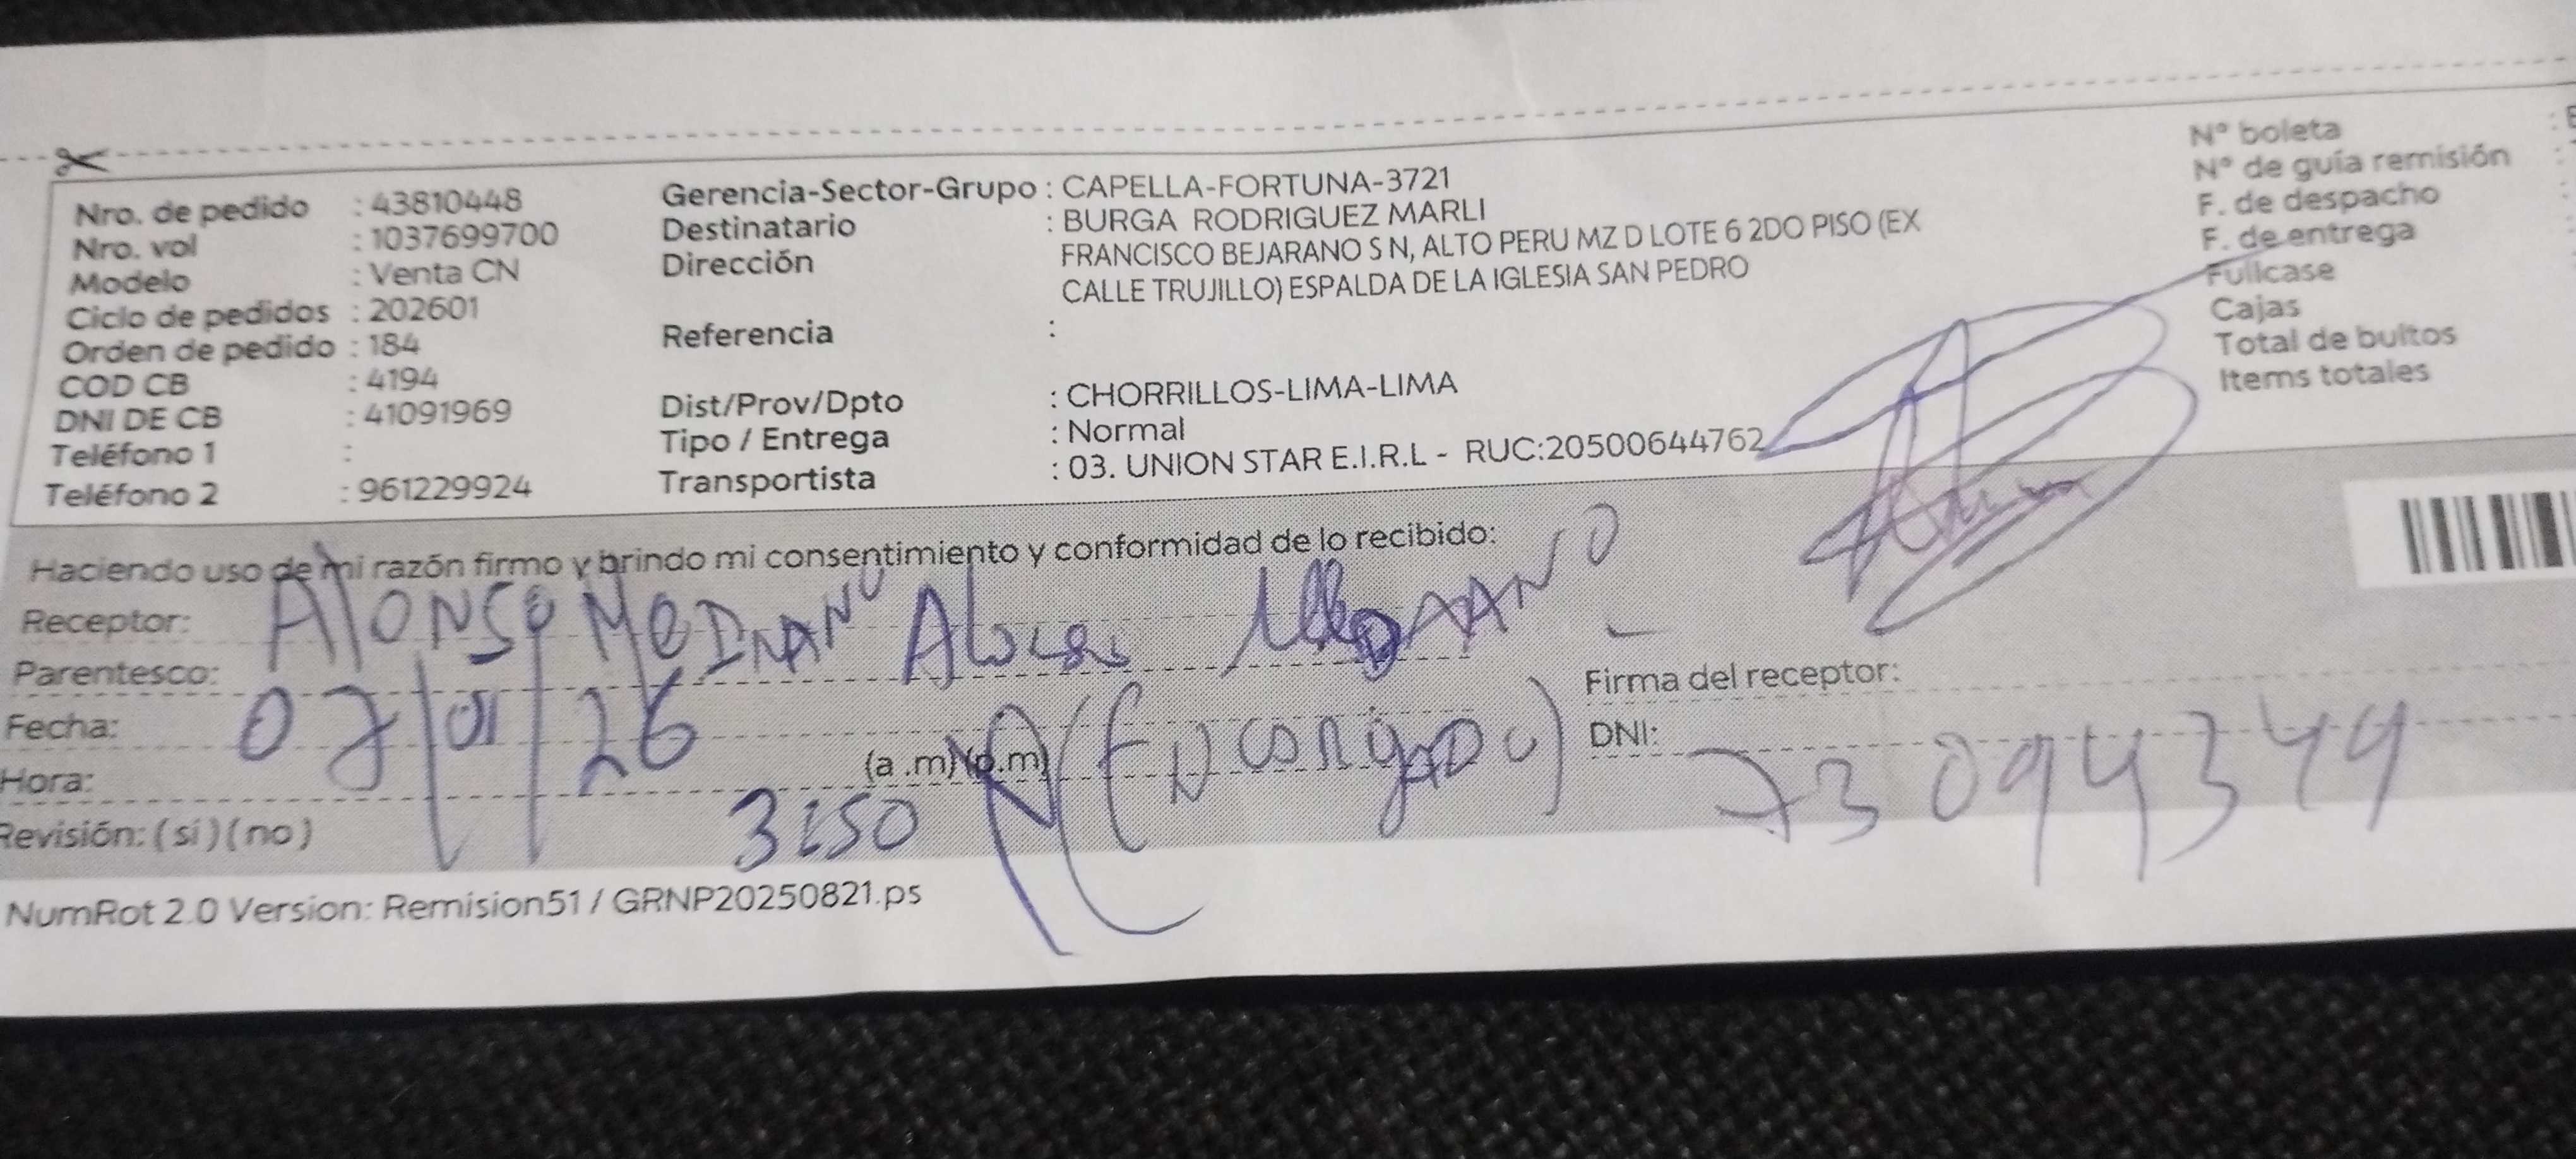 Nro. de pedido : 43810448
Nro. vol : 1037699700
Modelo : Venta CN
Ciclo de pedidos : 202601
Orden de pedido : 184
COD CB : 4194
DNI DE CB : 41091969
Teléfono 1 :
Teléfono 2 : 961229924
Gerencia-Sector-Grupo : CAPELLA-FORTUNA-3721
Destinatario : BURGA RODRIGUEZ MARLI
Dirección FRANCISCO BEJARANO S N, ALTO PERU MZ D LOTE 6 2DO PISO (EX
CALLE TRUJILLO) ESPALDA DE LA IGLESIA SAN PEDRO
Referencia :
Dist/Prov/Dpto : CHORRILLOS-LIMA-LIMA
Tipo / Entrega : Normal
Transportista : 03. UNION STAR E.I.R.L - RUC:20500644762
N° boleta
N° de guía remisión
F. de despacho
F. de entrega
Fullcase
Cajas
Total de bultos
Items totales
Haciendo uso de mi razón firmo y brindo mi consentimiento y conformidad de lo recibido:
Receptor: Alonso
Parentesco:
Fecha: 07/01/26
Hora: (a .m)(p.m)
Revisión: (si)(no)
Firma del receptor:
DNI:
NumRot 2.0 Version: Remision51 / GRNP20250821.ps